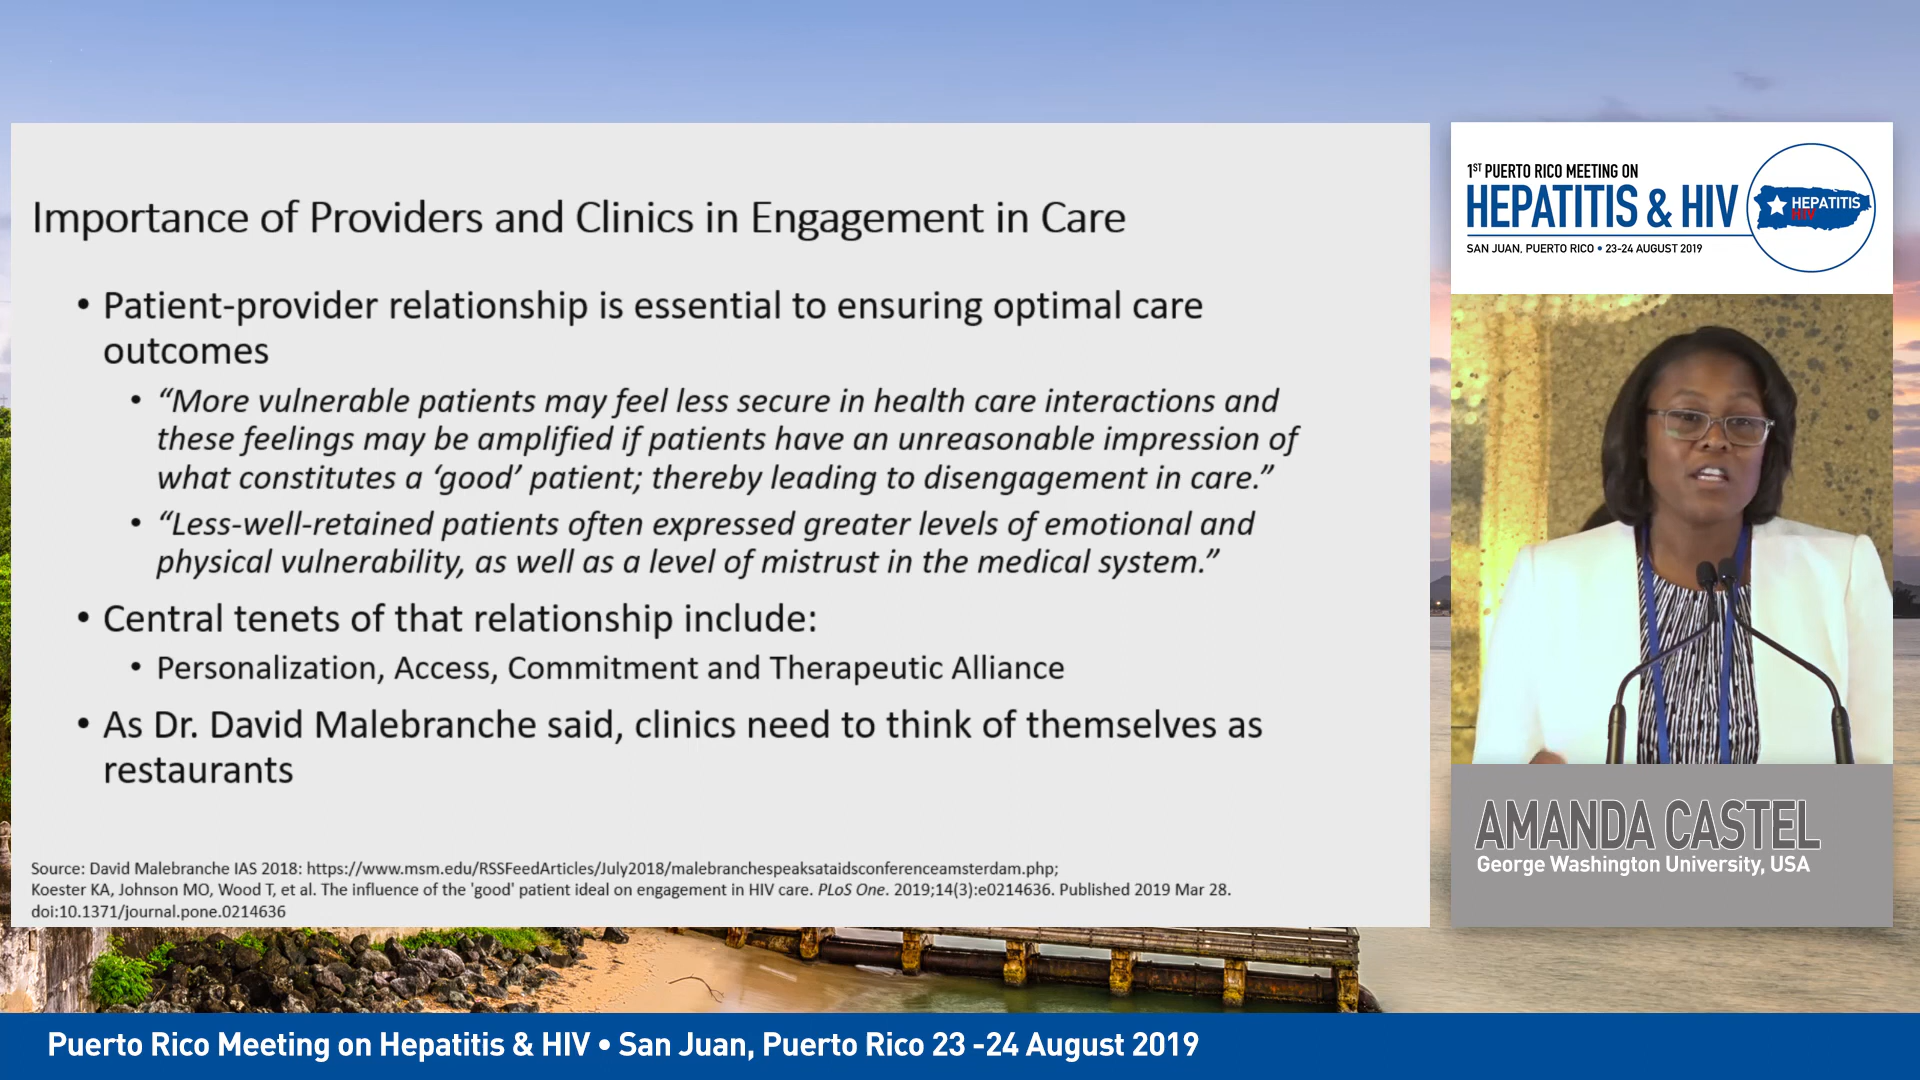 Importance of Providers and Clinics in Engagement in Care
• Patient-provider relationship is essential to ensuring optimal care
outcomes
• “More vulnerable patients may feel less secure in health care interactions and
these feelings may be amplified if patients have an unreasonable impression of
what constitutes a ‘good’ patient; thereby leading to disengagement in care.”
• “Less-well-retained patients often expressed greater levels of emotional and
physical vulnerability, as well as a level of mistrust in the medical system.”
• Central tenets of that relationship include:
• Personalization, Access, Commitment and Therapeutic Alliance
• As Dr. David Malebranche said, clinics need to think of themselves as
restaurants
Source: David Malebranche IAS 2018: https://www.msm.edu/RSSFeedArticles/July2018/malebranchespeaksataidsconferenceamsterdam.php;
Koester KA, Johnson MO, Wood T, et al. The influence of the 'good' patient ideal on engagement in HIV care. PLoS One. 2019;14(3):e0214636. Published 2019 Mar 28.
doi:10.1371/journal.pone.0214636
1ST PUERTO RICO MEETING ON
HEPATITIS & HIV
SAN JUAN, PUERTO RICO • 23-24 AUGUST 2019
HEPATITIS
HIV
AMANDA CASTEL
George Washington University, USA
Puerto Rico Meeting on Hepatitis & HIV • San Juan, Puerto Rico 23 -24 August 2019